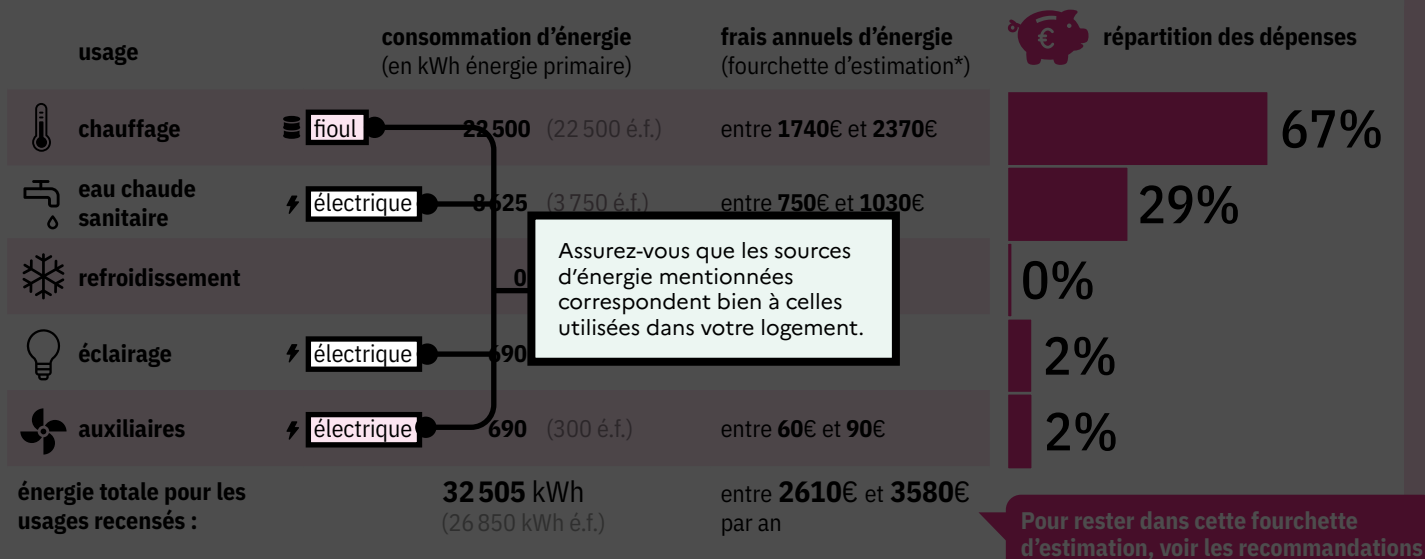 usage
consommation d'énergie
(en kWh énergie primaire)
frais annuels d'énergie
(fourchette d'estimation*)
€
répartition des dépenses
chauffage
fioul
22 500 (22 500 é.f.)
entre 1740€ et 2370€
67%
eau chaude
sanitaire
électrique
8 625 (3 750 é.f.)
entre 750€ et 1030€
29%
refroidissement
0
0%
Assurez-vous que les sources
d'énergie mentionnées
correspondent bien à celles
utilisées dans votre logement.
éclairage
électrique
690
2%
auxiliaires
électrique
690 (300 é.f.)
entre 60€ et 90€
2%
énergie totale pour les
usages recensés :
32 505 kWh
(26 850 kWh é.f.)
entre 2610€ et 3580€
par an
Pour rester dans cette fourchette
d'estimation, voir les recommandations